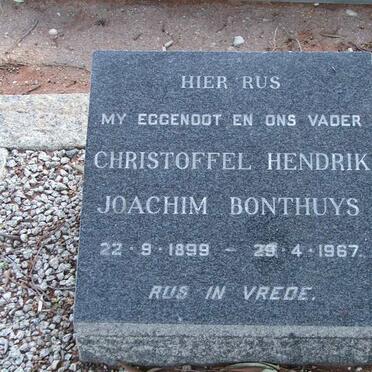 HIER RUS
MY EGGENOOT EN ONS VADER
CHRISTOFFEL HENDRIK
JOACHIM BONTHUYS
22 · 9 · 1899 – 29 · 4 · 1967.
RUS IN VREDE.